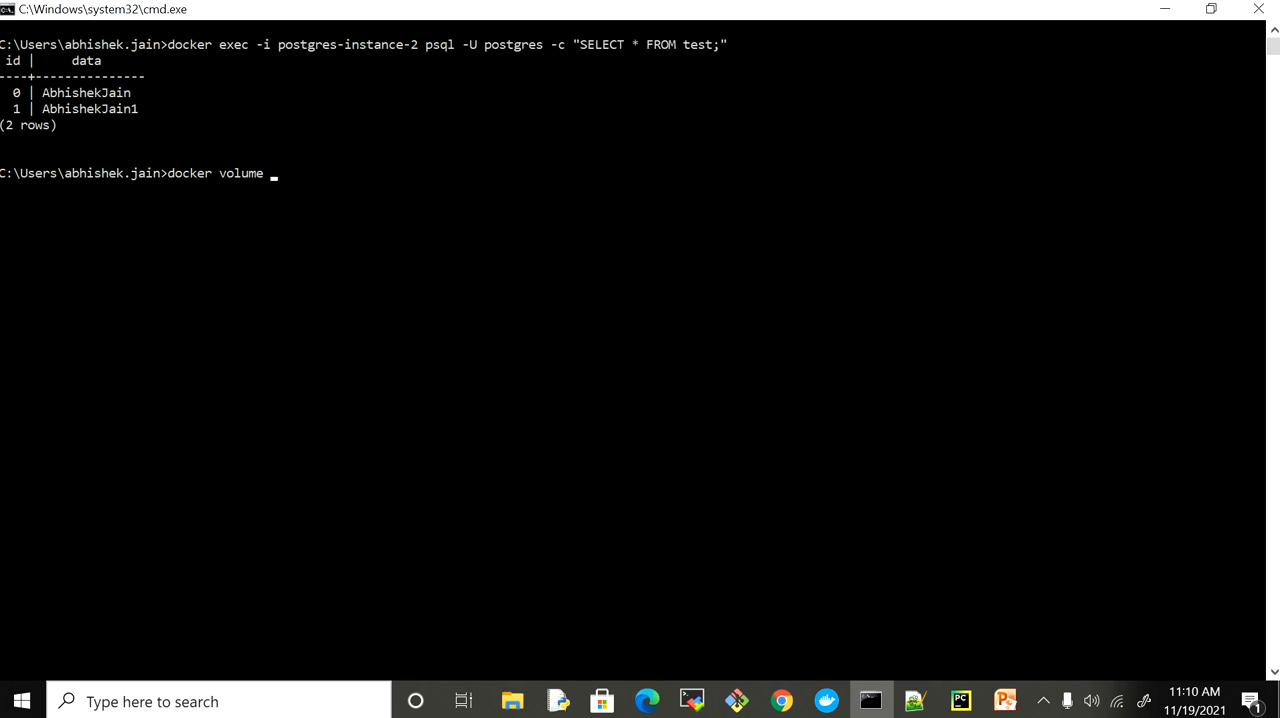 C:\Windows\system32\cmd.exe
C:\Users\abhishek.jain>docker exec -i postgres-instance-2 psql -U postgres -c "SELECT * FROM test;"
 id |     data
----+---------------
  0 | AbhishekJain
  1 | AbhishekJain1
(2 rows)
C:\Users\abhishek.jain>docker volume _
Type here to search
11:10 AM
11/19/2021
1